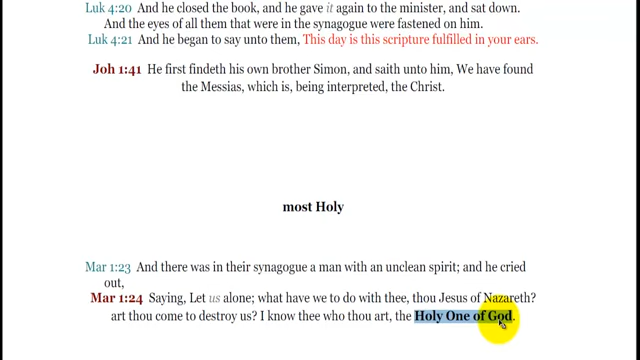 Luk 4:20 And he closed the book, and he gave it again to the minister, and sat down.
And the eyes of all them that were in the synagogue were fastened on him.
Luk 4:21 And he began to say unto them, This day is this scripture fulfilled in your ears.
Joh 1:41 He first findeth his own brother Simon, and saith unto him, We have found
the Messias, which is, being interpreted, the Christ.
most Holy
Mar 1:23 And there was in their synagogue a man with an unclean spirit; and he cried
out,
Mar 1:24 Saying, Let us alone; what have we to do with thee, thou Jesus of Nazareth?
art thou come to destroy us? I know thee who thou art, the Holy One of God.